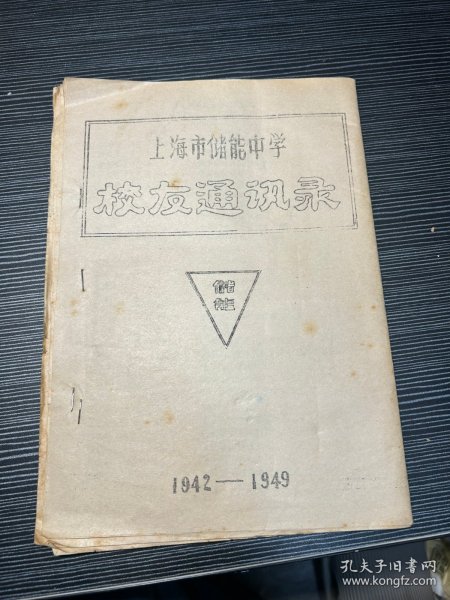 上海市储能中学
校友通讯录
储
能
1942—1949
孔夫子旧书网
www.kongfz.com